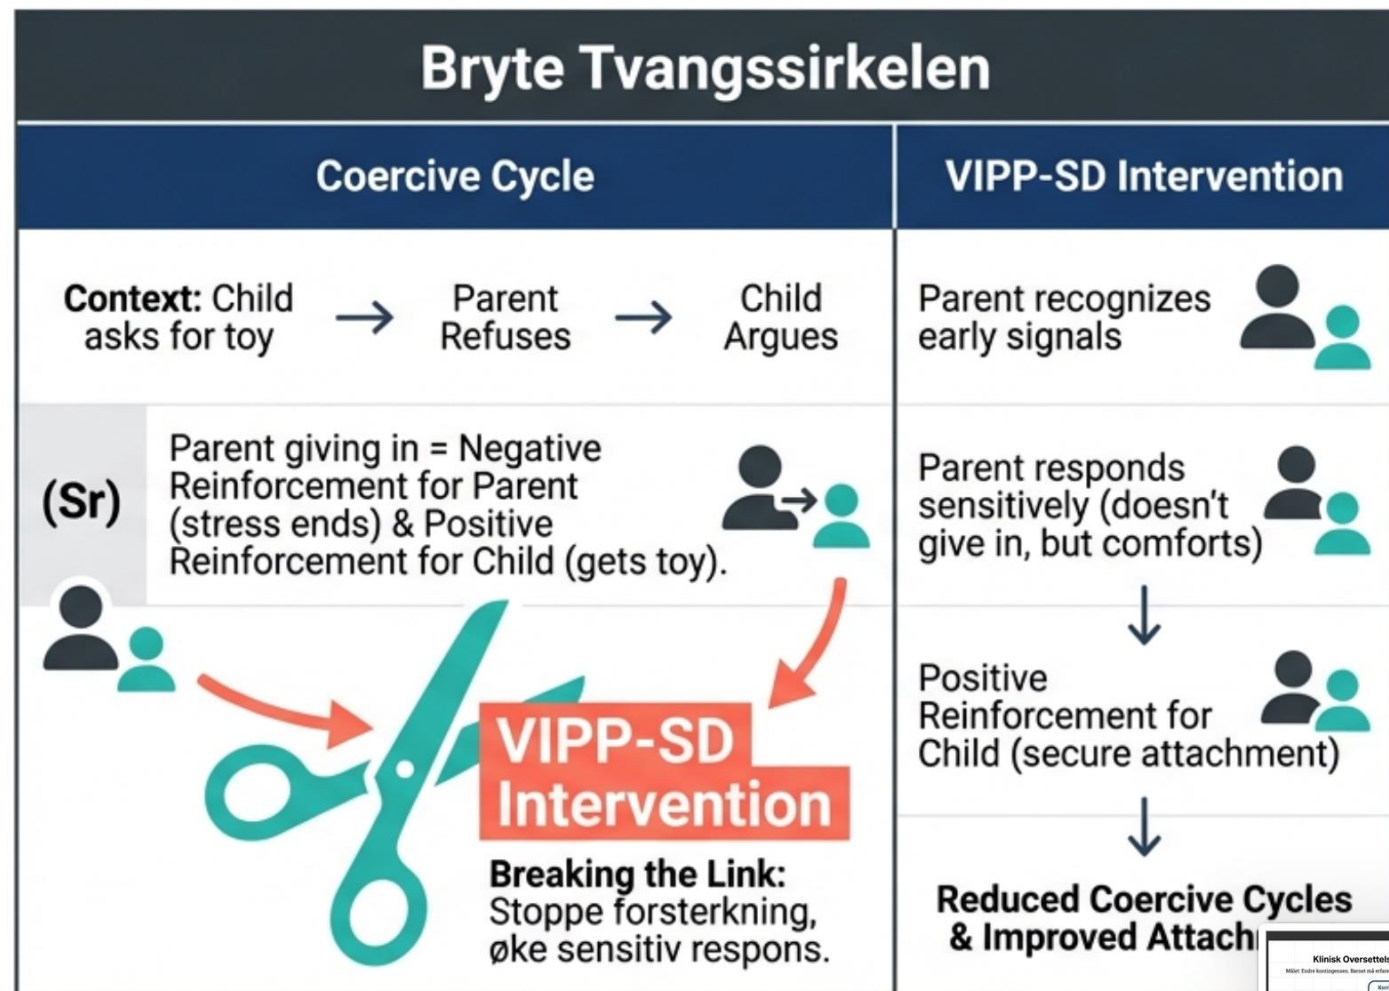 Bryte Tvangssirkelen
Coercive Cycle
Context: Child
asks for toy
Parent
Refuses
Child
Argues
(Sr)
Parent giving in = Negative
Reinforcement for Parent
(stress ends) & Positive
Reinforcement for Child (gets toy).
VIPP-SD
Intervention
Breaking the Link:
Stoppe forsterkning,
øke sensitiv respons.
VIPP-SD Intervention
Parent recognizes
early signals
Parent responds
sensitively (doesn't
give in, but comforts)
Positive
Reinforcement for
Child (secure attachment)
Reduced Coercive Cycles
& Improved Attach
Klinisk Oversettels